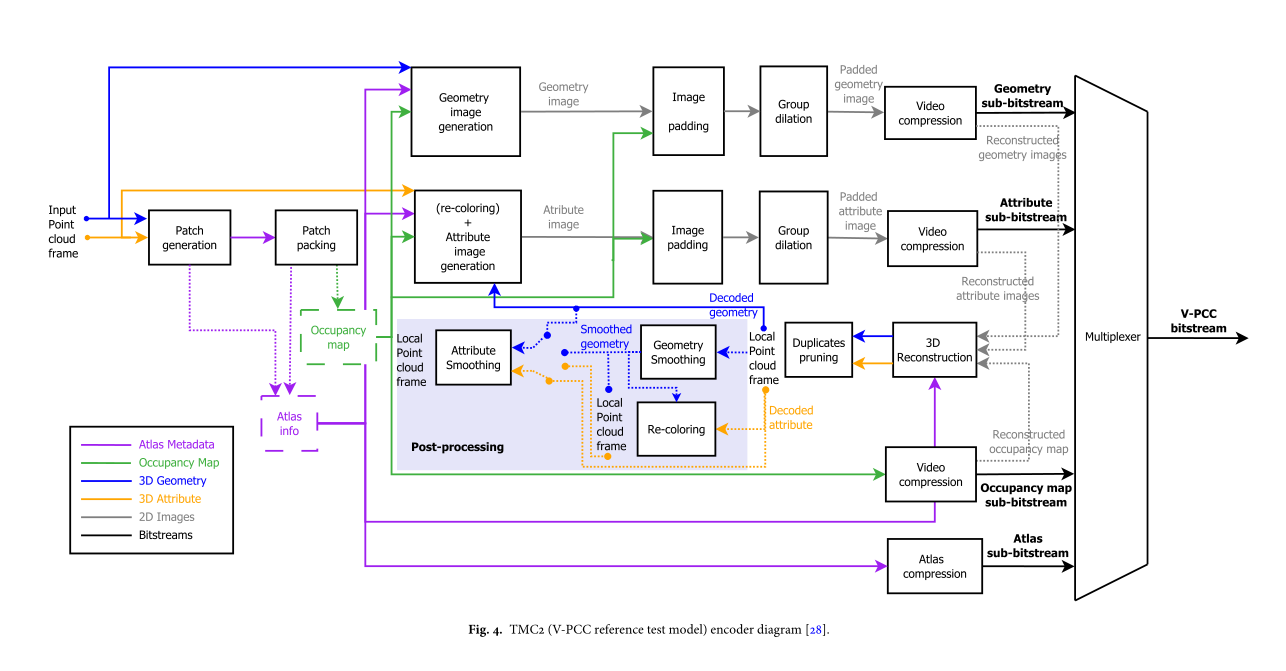 Geometry
image
generation
Geometry
image
Image
padding
Group
dilation
Padded
geometry
image
Video
compression
Geometry
sub-bitstream
Reconstructed
geometry images
Input
Point
cloud
frame
Patch
generation
Patch
packing
(re-coloring)
+
Attribute
image
generation
Atribute
image
Image
padding
Group
dilation
Padded
attribute
image
Video
compression
Attribute
sub-bitstream
Reconstructed
attribute images
Occupancy
map
Atlas
info
Local
Point
cloud
frame
Attribute
Smoothing
Smoothed
geometry
Geometry
Smoothing
Decoded
geometry
Local
Point
cloud
frame
Duplicates
pruning
3D
Reconstruction
Local
Point
cloud
frame
Re-coloring
Decoded
attribute
Post-processing
Reconstructed
occupancy map
Video
compression
Occupancy map
sub-bitstream
Atlas
compression
Atlas
sub-bitstream
Multiplexer
V-PCC
bitstream
Atlas Metadata
Occupancy Map
3D Geometry
3D Attribute
2D Images
Bitstreams
Fig. 4. TMC2 (V-PCC reference test model) encoder diagram [28].